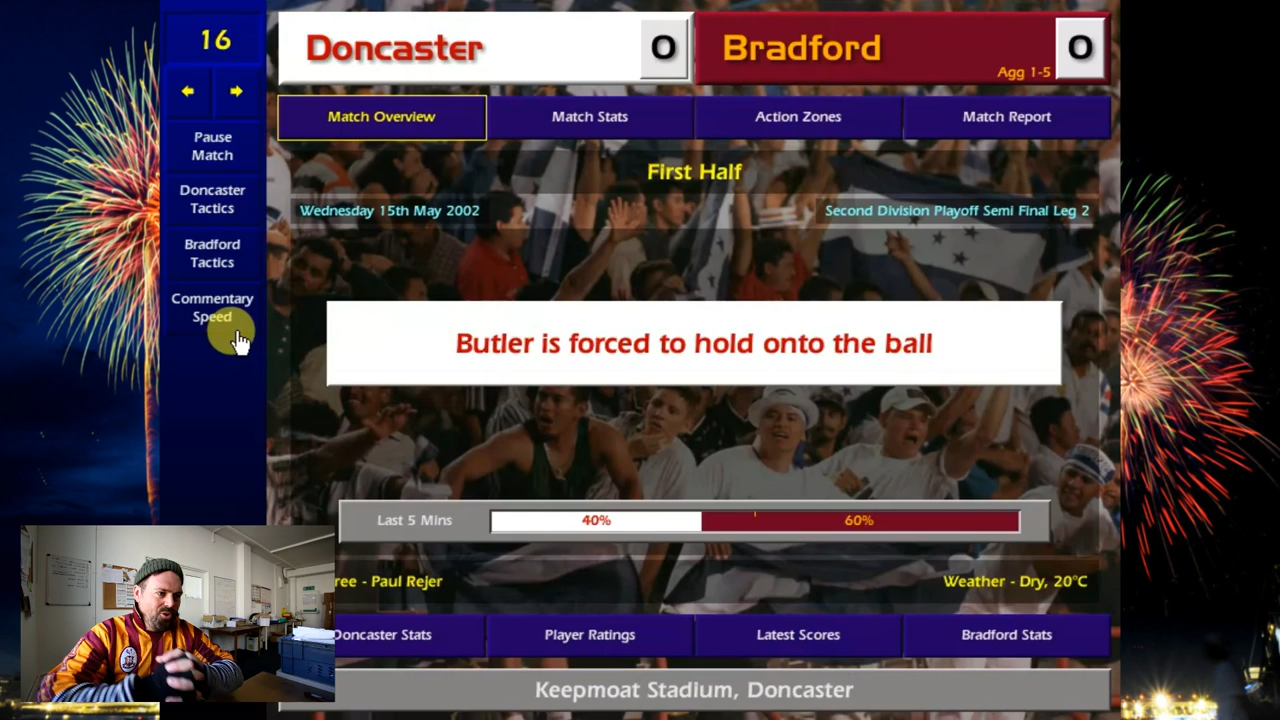 16
Doncaster 0
Bradford 0
Agg 1-5
Match Overview
Match Stats
Action Zones
Match Report
Pause
Match
Doncaster
Tactics
Bradford
Tactics
Commentary
Speed
First Half
Wednesday 15th May 2002
Second Division Playoff Semi Final Leg 2
Butler is forced to hold onto the ball
Last 5 Mins
40%
60%
ree - Paul Rejer
Weather - Dry, 20°C
Doncaster Stats
Player Ratings
Latest Scores
Bradford Stats
Keepmoat Stadium, Doncaster